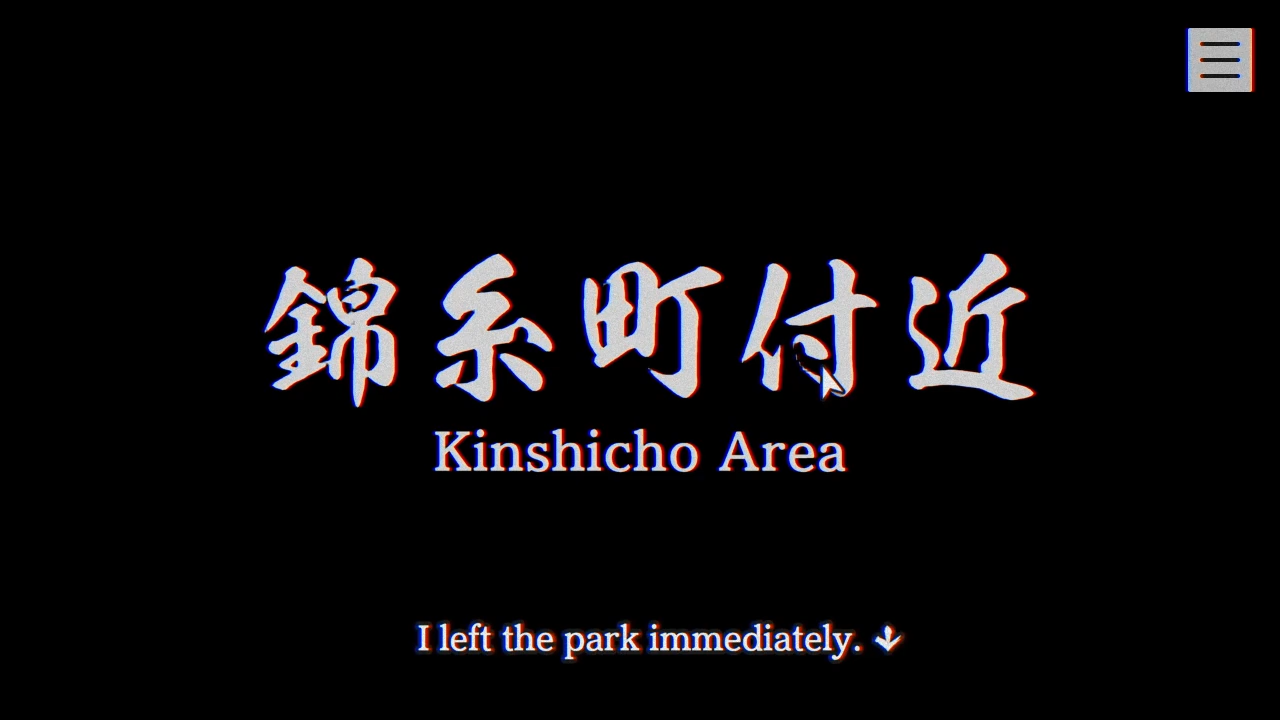 錦糸町付近
Kinshicho Area
I left the park immediately.